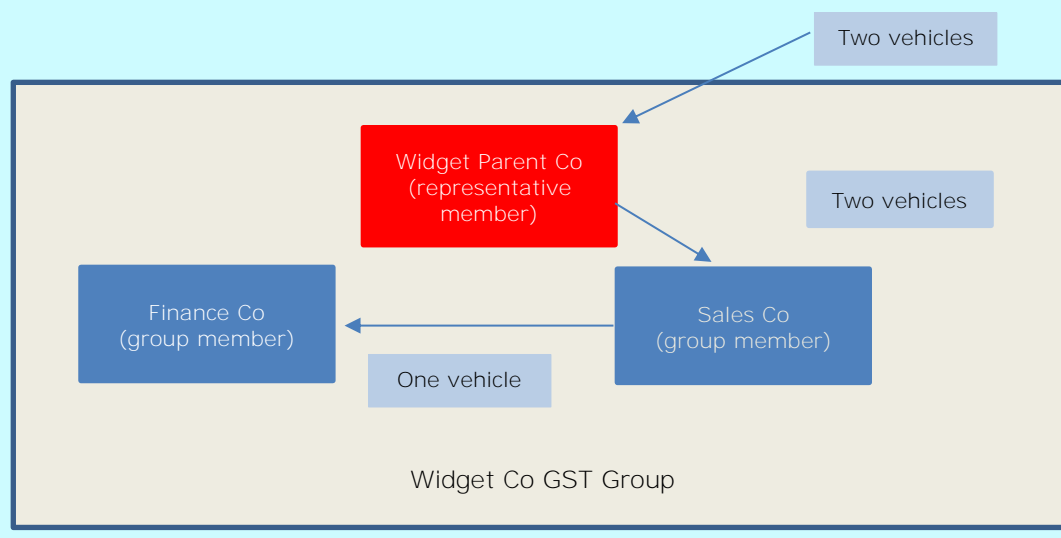 Two vehicles
Widget Parent Co
(representative
member)
Two vehicles
Finance Co
(group member)
Sales Co
(group member)
One vehicle
Widget Co GST Group